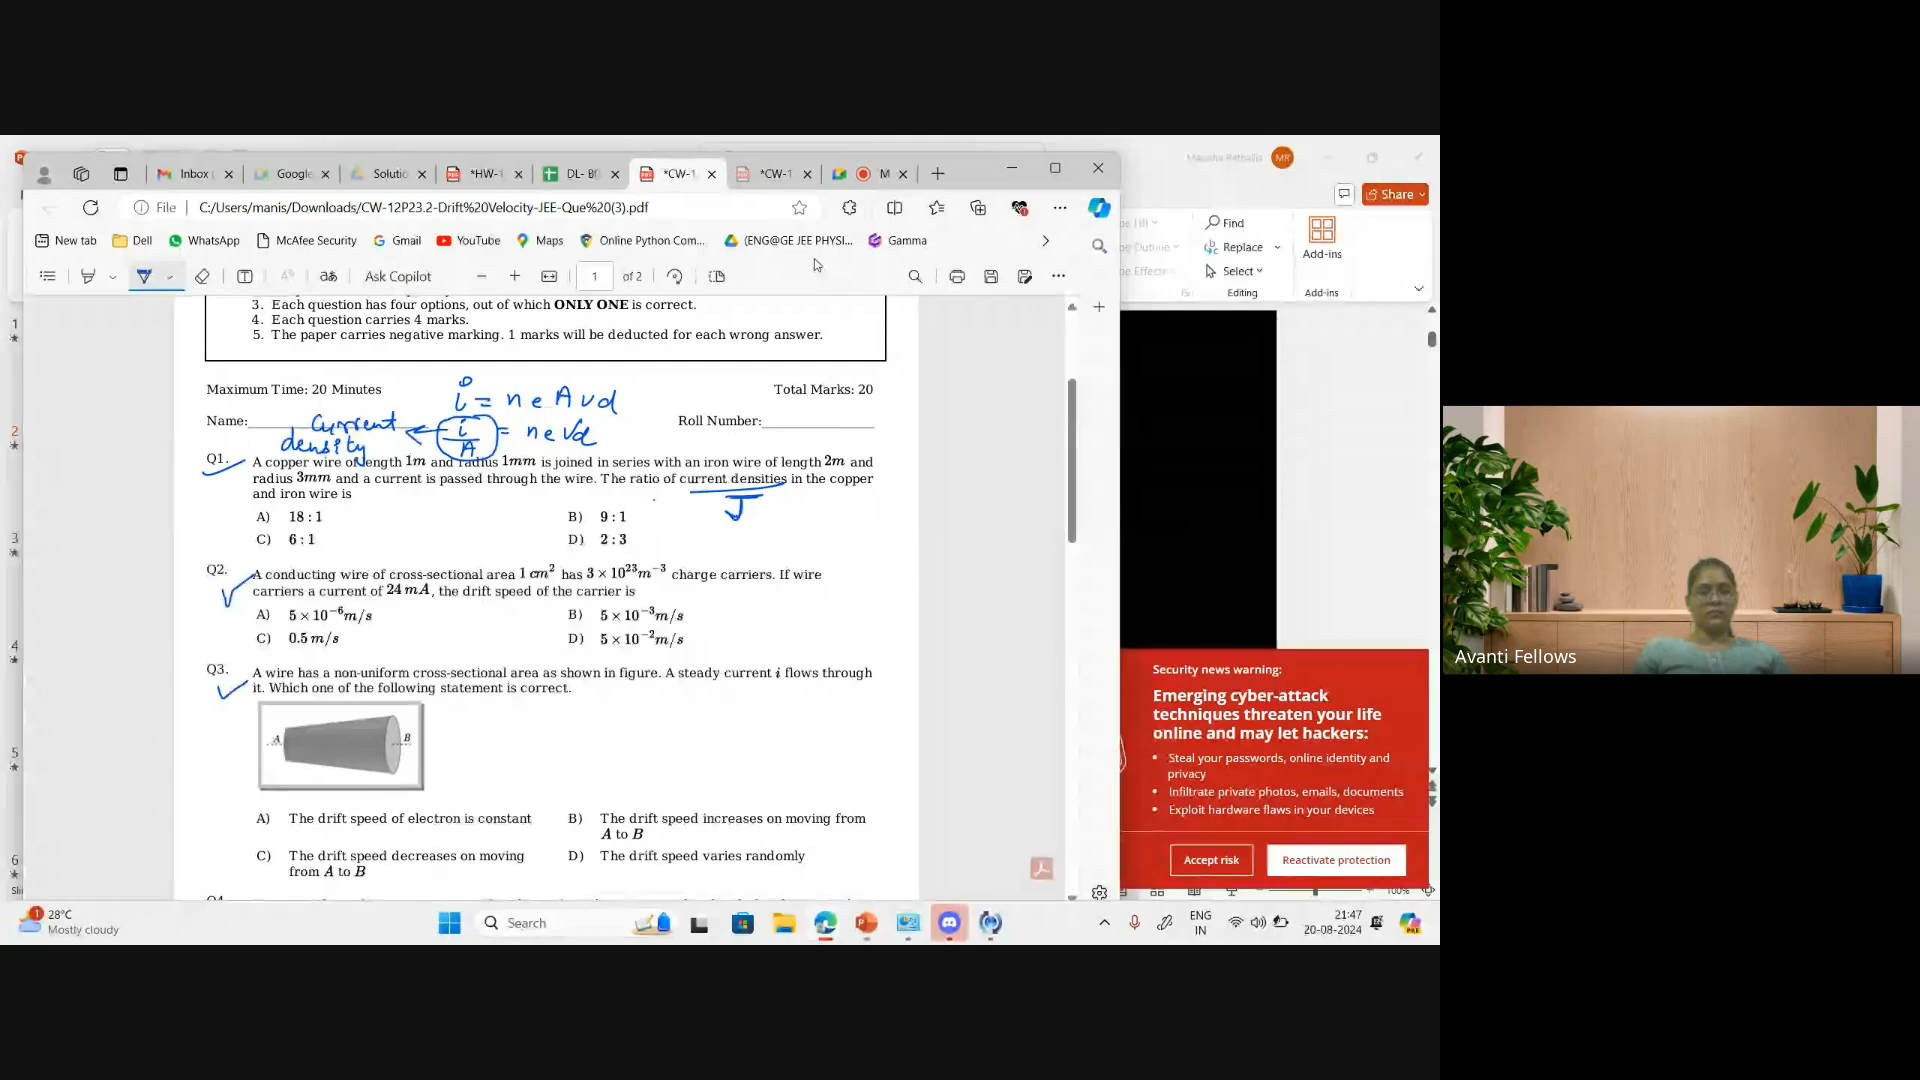 Manisha Rethalia MR
Inbox Google Solutio *HW-1 DL- Bl *CW-1 *CW-1 M
File C:/Users/manis/Downloads/CW-12P23.2-Drift%20Velocity-JEE-Que%20(3).pdf
Share
New tab Dell WhatsApp McAfee Security Gmail YouTube Maps Online Python Com... (ENG@GE JEE PHYSI... Gamma
Find
Replace
Select
Editing
Add-ins
Add-ins
Ask Copilot 1 of 2
3. Each question has four options, out of which ONLY ONE is correct.
4. Each question carries 4 marks.
5. The paper carries negative marking. 1 marks will be deducted for each wrong answer.
Maximum Time: 20 Minutes Total Marks: 20
i = n e A v d
Name: Roll Number:
current density ← i/A = n e Vd
Q1. A copper wire of length 1m and radius 1mm is joined in series with an iron wire of length 2m and
radius 3mm and a current is passed through the wire. The ratio of current densities in the copper
and iron wire is
J
A) 18 : 1 B) 9 : 1
C) 6 : 1 D) 2 : 3
Q2. A conducting wire of cross-sectional area 1 cm² has 3 × 10²³m⁻³ charge carriers. If wire
carriers a current of 24 mA, the drift speed of the carrier is
A) 5 × 10⁻⁶m/s B) 5 × 10⁻³m/s
C) 0.5 m/s D) 5 × 10⁻²m/s
Q3. A wire has a non-uniform cross-sectional area as shown in figure. A steady current i flows through
it. Which one of the following statement is correct.
A B
A) The drift speed of electron is constant B) The drift speed increases on moving from
A to B
C) The drift speed decreases on moving D) The drift speed varies randomly
from A to B
1
2
3
4
5
6
Security news warning:
Emerging cyber-attack
techniques threaten your life
online and may let hackers:
• Steal your passwords, online identity and
privacy
• Infiltrate private photos, emails, documents
• Exploit hardware flaws in your devices
Accept risk Reactivate protection
100%
Avanti Fellows
1 28°C
Mostly cloudy
Search
ENG
IN
21:47
20-08-2024